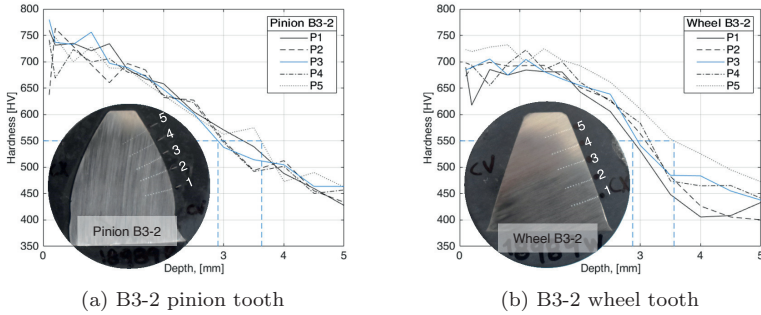 800
750
700
650
600
550
500
450
400
350
Hardness [HV]
0
1
2
3
4
5
Depth, [mm]
Pinion B3-2
P1
P2
P3
P4
P5
5
4
3
2
1
Pinion B3-2
(a) B3-2 pinion tooth
800
750
700
650
600
550
500
450
400
350
Hardness [HV]
0
1
2
3
4
5
Depth, [mm]
Wheel B3-2
P1
P2
P3
P4
P5
5
4
3
2
1
CV
Wheel B3-2
(b) B3-2 wheel tooth